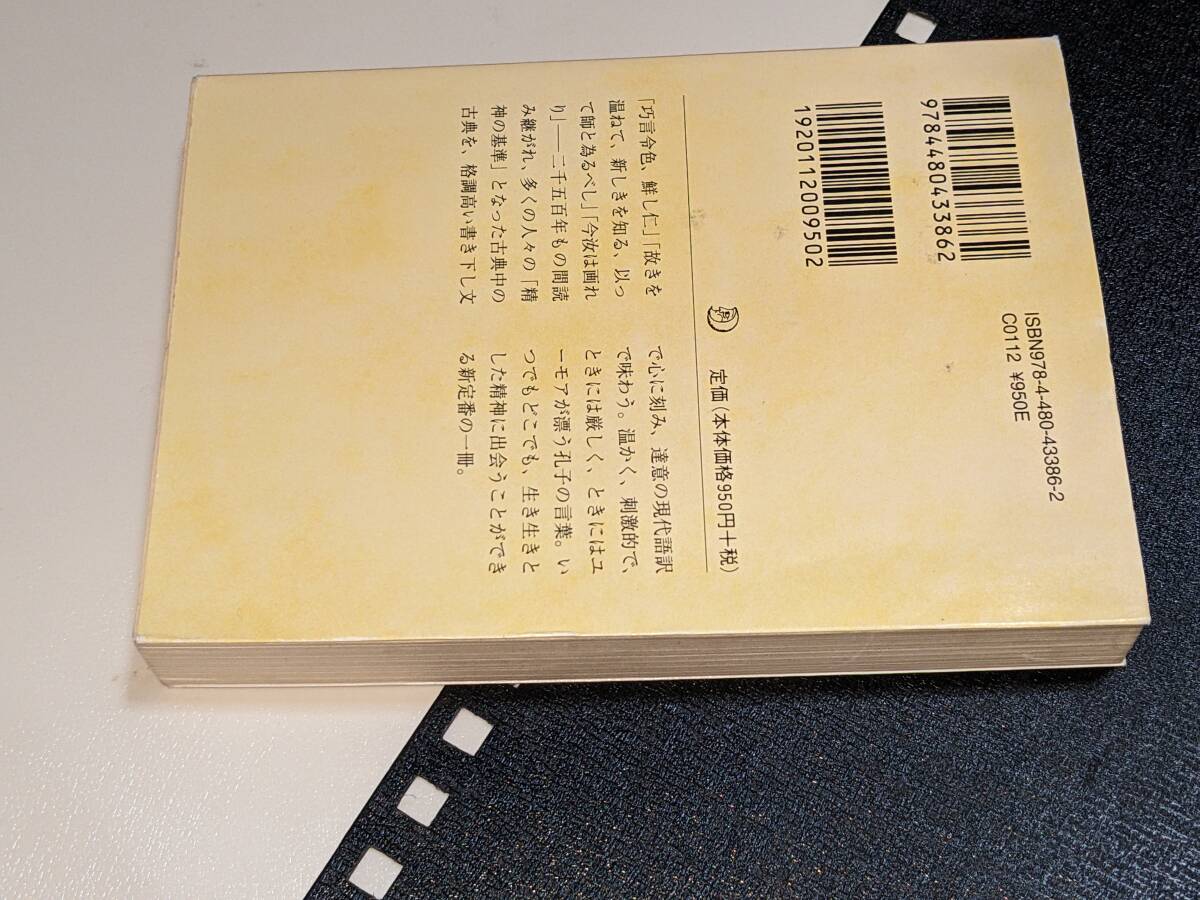 9784480433862
1920112009502
ISBN978-4-480-43386-2
C0112 ¥950E
定価(本体価格950円+税)
「巧言令色、鮮し仁」「故きを
温ねて、新しきを知る、以っ
て師と為るべし」「今汝は画れ
り」──二千五百年もの間読
み継がれ、多くの人々の「精
神の基準」となった古典中の
古典を、格調高い書き下し文
で心に刻み、達意の現代語訳
で味わう。温かく、刺激的で、
ときには厳しく、ときにはユ
ーモアが漂う孔子の言葉。い
つでもどこでも、生き生きと
した精神に出会うことができ
る新定番の一冊。